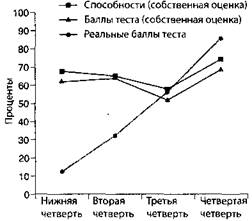 Способности (собственная оценка)
Баллы теста (собственная оценка)
Реальные баллы теста
100
90
80
70
60
50
40
30
20
10
0
Проценты
Нижняя четверть
Вторая четверть
Третья четверть
Четвертая четверть